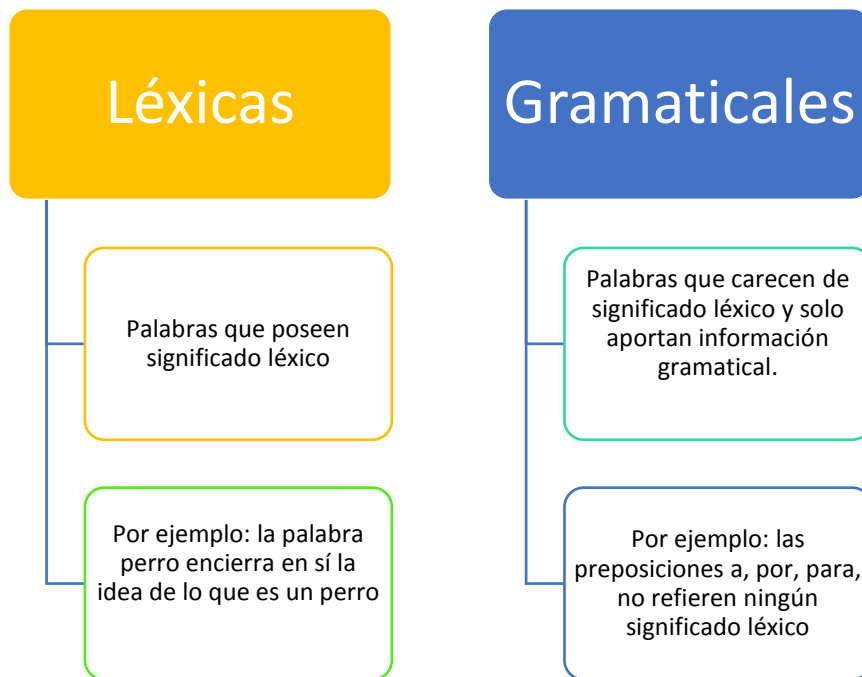 Léxicas
Palabras que poseen
significado léxico
Por ejemplo: la palabra
perro encierra en sí la
idea de lo que es un perro
Gramaticales
Palabras que carecen de
significado léxico y solo
aportan información
gramatical.
Por ejemplo: las
preposiciones a, por, para,
no refieren ningún
significado léxico